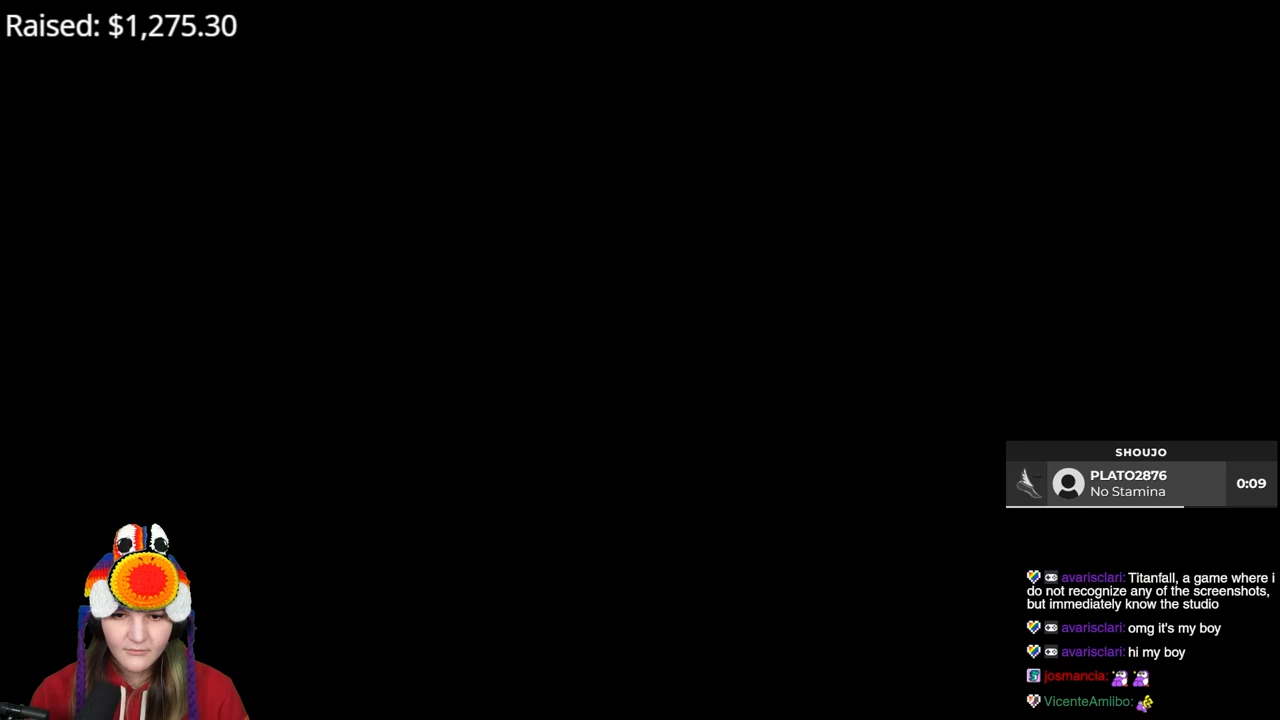 Raised: $1,275.30
SHOUJO
PLATO2876
No Stamina
0:09
avarisclari: Titanfall, a game where i
do not recognize any of the screenshots,
but immediately know the studio
avarisclari: omg it's my boy
avarisclari: hi my boy
josmancia:
VicenteAmiibo: